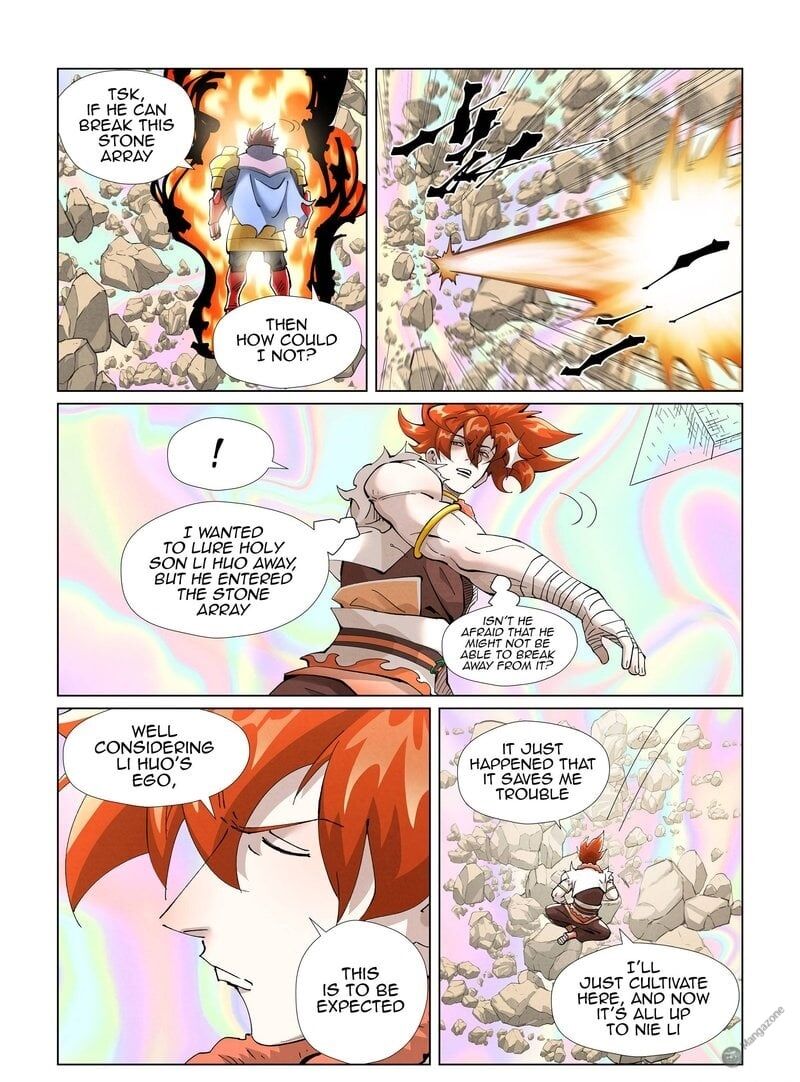 TSK,
IF HE CAN
BREAK THIS
STONE
ARRAY
THEN
HOW COULD
I NOT?
!
I WANTED
TO LURE HOLY
SON LI HUO AWAY,
BUT HE ENTERED
THE STONE
ARRAY
ISN'T HE
AFRAID THAT HE
MIGHT NOT BE
ABLE TO BREAK
AWAY FROM IT?
WELL
CONSIDERING
LI HUO'S
EGO,
THIS
IS TO BE
EXPECTED
IT JUST
HAPPENED THAT
IT SAVES ME
TROUBLE
I'LL
JUST CULTIVATE
HERE, AND NOW
IT'S ALL UP
TO NIE LI
Mangazone